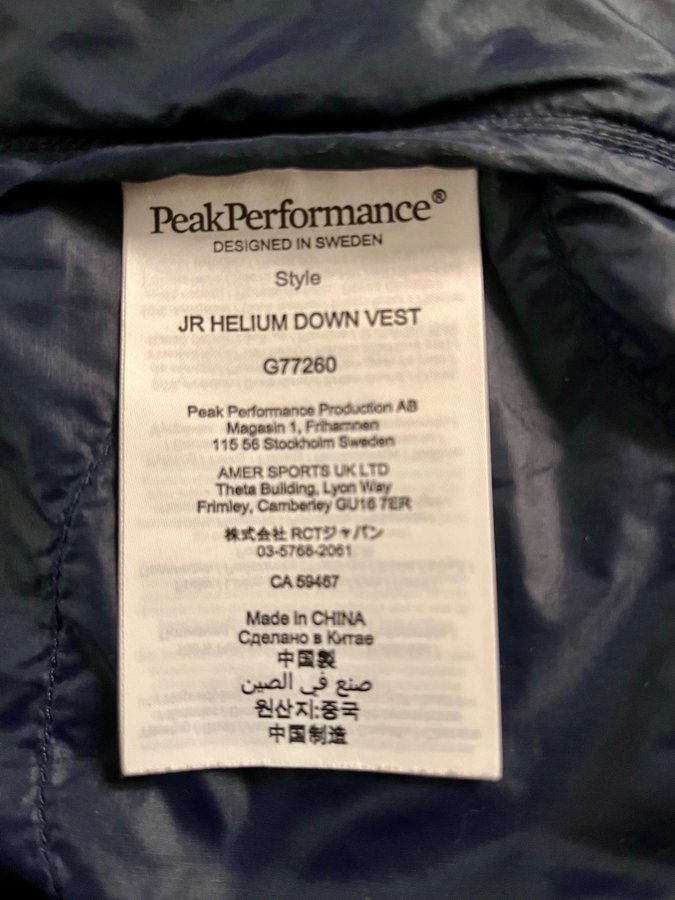 PeakPerformance®
DESIGNED IN SWEDEN
Style
JR HELIUM DOWN VEST
G77260
Peak Performance Production AB
Magasin 1, Frihamnen
115 56 Stockholm Sweden
AMER SPORTS UK LTD
Theta Building, Lyon Way
Frimley, Camberley GU16 7ER
株式会社 RCTジャパン
03-5768-2061
CA 59467
Made in CHINA
Сделано в Китае
中国製
صنع في الصين
원산지:중국
中国制造